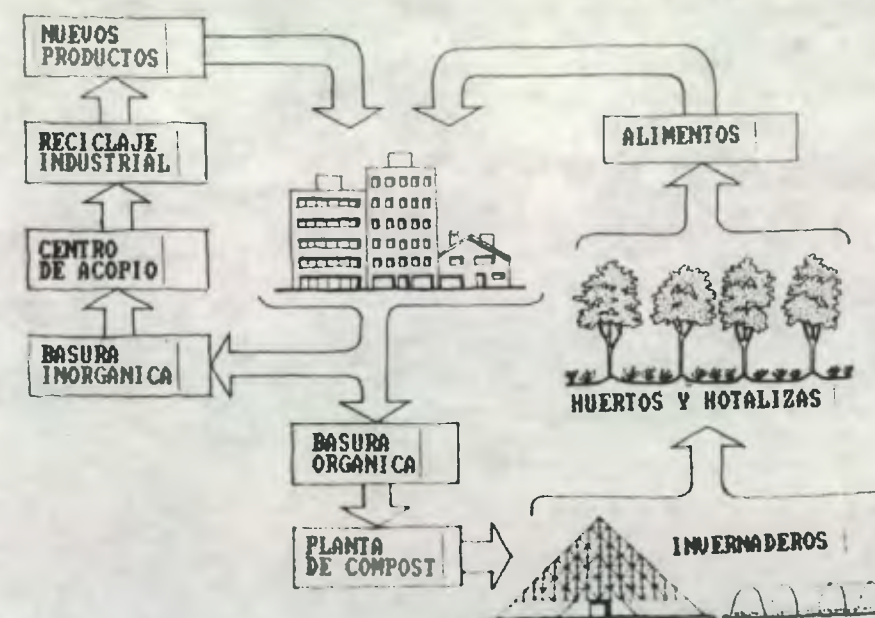 NUEVOS
PRODUCTOS
RECICLAJE
INDUSTRIAL
CENTRO
DE ACOPIO
BASURA
INORGANICA
BASURA
ORGANICA
PLANTA
DE COMPOST
INVERNADEROS
HUERTOS Y HOTALIZAS
ALIMENTOS